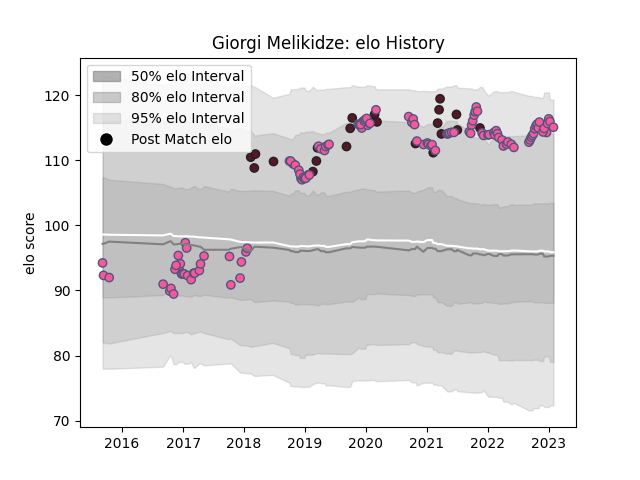 Giorgi Melikidze: elo History
50% elo Interval
80% elo Interval
95% elo Interval
Post Match elo
elo score
120
110
100
90
80
70
2016 2017 2018 2019 2020 2021 2022 2023